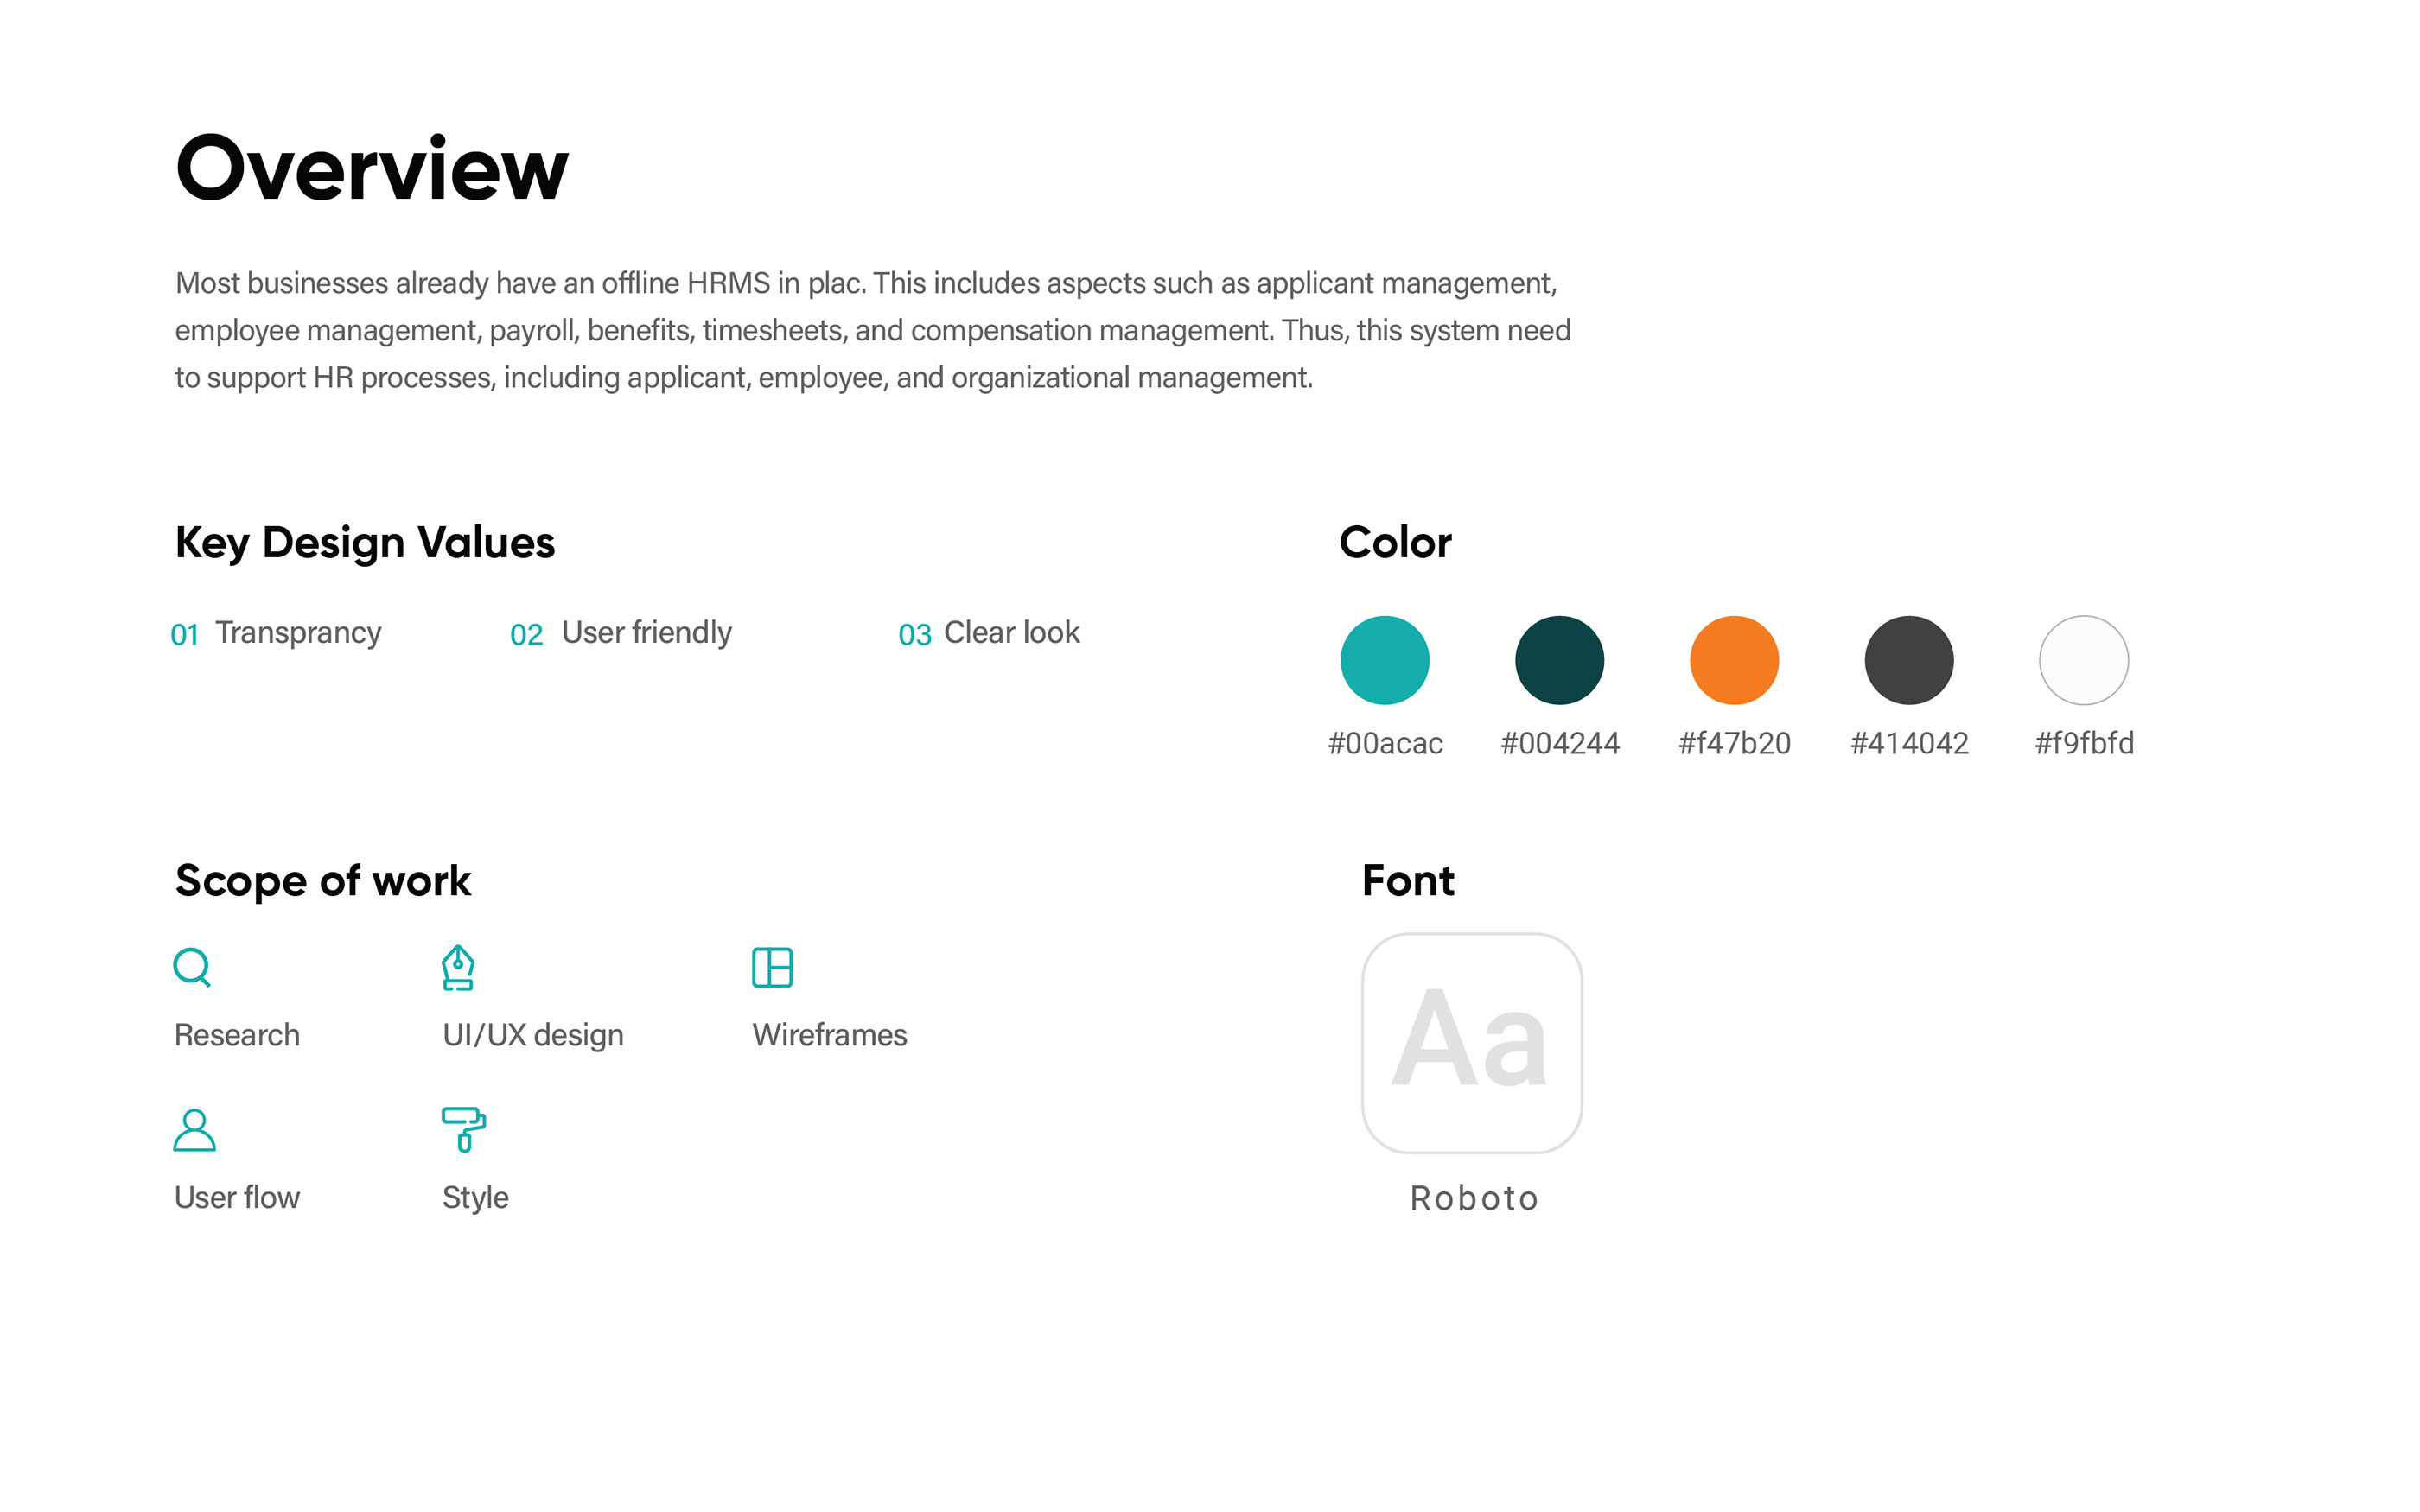 Overview
Most businesses already have an offline HRMS in plac. This includes aspects such as applicant management,
employee management, payroll, benefits, timesheets, and compensation management. Thus, this system need
to support HR processes, including applicant, employee, and organizational management.
Key Design Values
01 Transprancy
02 User friendly
03 Clear look
Color
#00acac
#004244
#f47b20
#414042
#f9fbfd
Scope of work
Research
UI/UX design
Wireframes
User flow
Style
Font
Aa
Roboto